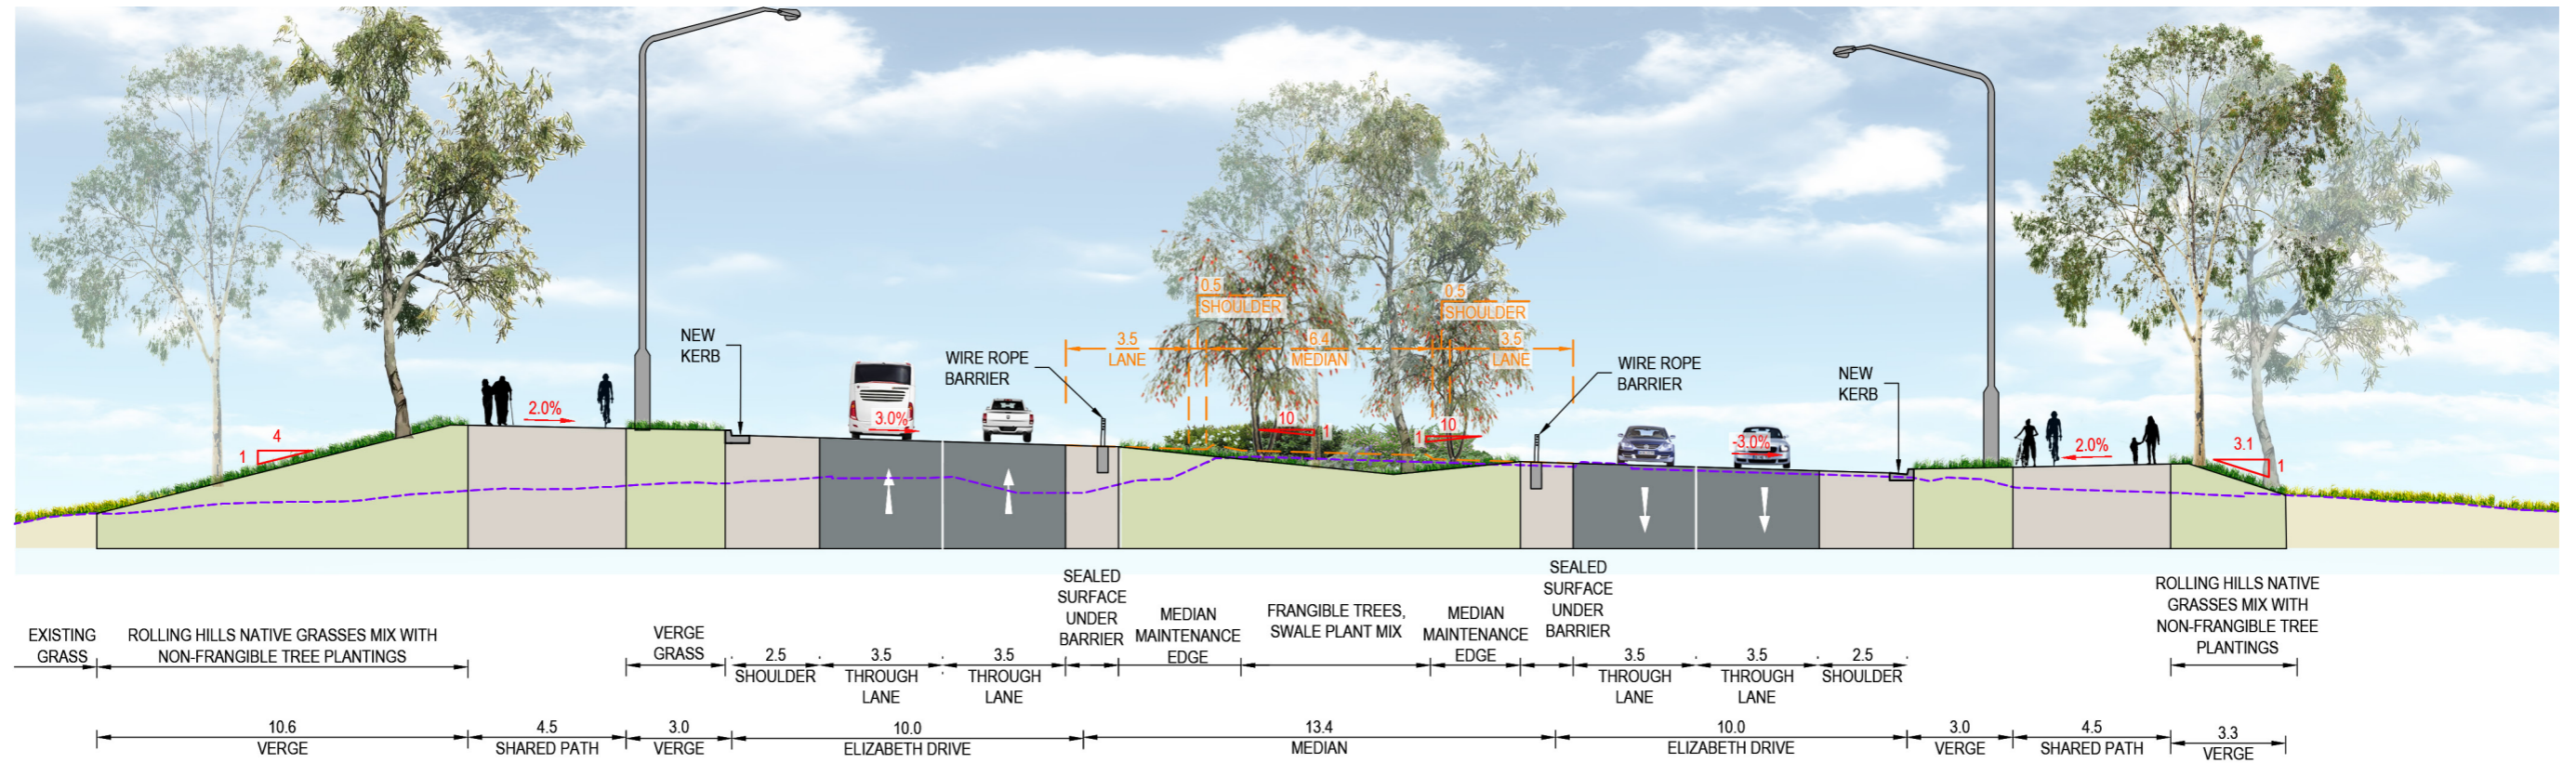 0.5
SHOULDER
0.5
SHOULDER
3.5
LANE
6.4
MEDIAN
3.5
LANE
NEW
KERB
WIRE ROPE
BARRIER
WIRE ROPE
BARRIER
NEW
KERB
4
1
2.0%
3.0%
10
1
10
1
-3.0%
2.0%
3.1
1
EXISTING
GRASS
ROLLING HILLS NATIVE GRASSES MIX WITH
NON-FRANGIBLE TREE PLANTINGS
VERGE
GRASS
2.5
SHOULDER
3.5
THROUGH
LANE
3.5
THROUGH
LANE
SEALED
SURFACE
UNDER
BARRIER
MEDIAN
MAINTENANCE
EDGE
FRANGIBLE TREES,
SWALE PLANT MIX
MEDIAN
MAINTENANCE
EDGE
SEALED
SURFACE
UNDER
BARRIER
3.5
THROUGH
LANE
3.5
THROUGH
LANE
2.5
SHOULDER
ROLLING HILLS NATIVE
GRASSES MIX WITH
NON-FRANGIBLE TREE
PLANTINGS
10.6
VERGE
4.5
SHARED PATH
3.0
VERGE
10.0
ELIZABETH DRIVE
13.4
MEDIAN
10.0
ELIZABETH DRIVE
3.0
VERGE
4.5
SHARED PATH
3.3
VERGE